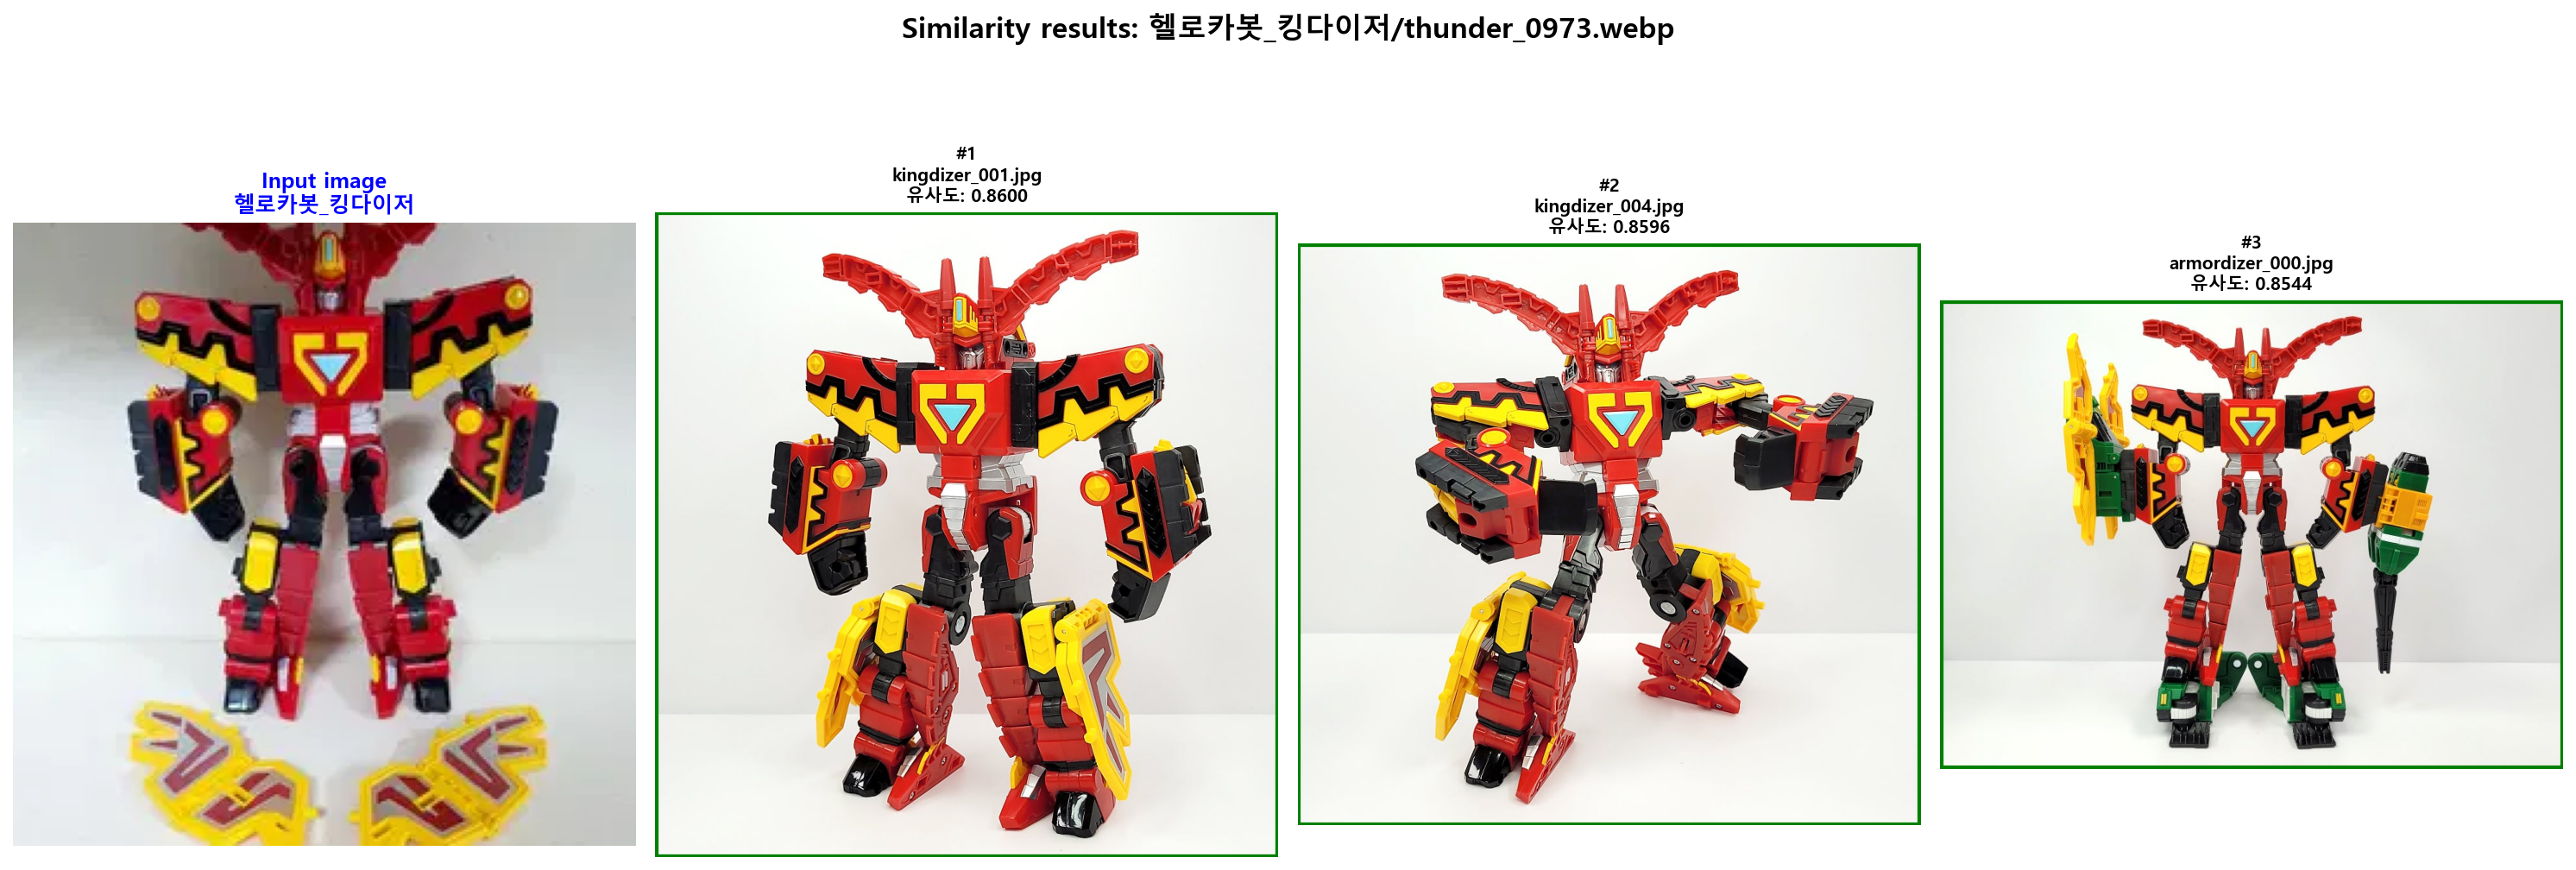 Similarity results: 헬로카봇_킹다이저/thunder_0973.webp
Input image
헬로카봇_킹다이저
#1
kingdizer_001.jpg
유사도: 0.8600
#2
kingdizer_004.jpg
유사도: 0.8596
#3
armordizer_000.jpg
유사도: 0.8544